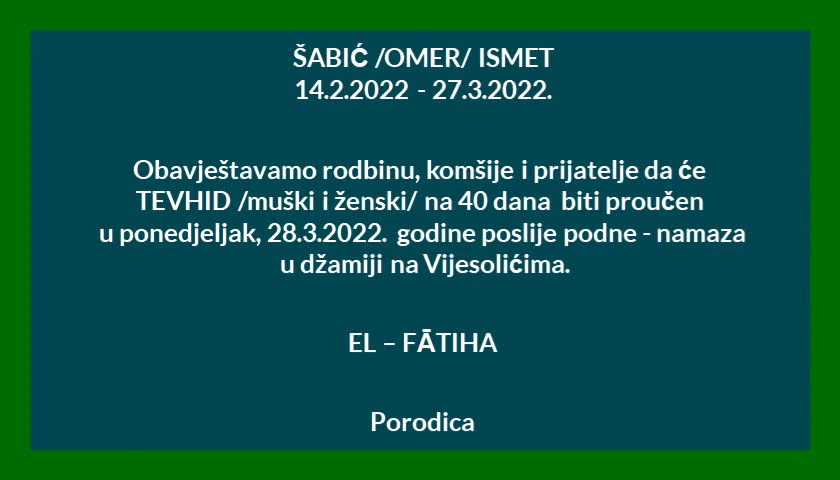 ŠABIĆ /OMER/ ISMET
14.2.2022 - 27.3.2022.
Obavještavamo rodbinu, komšije i prijatelje da će
TEVHID /muški i ženski/ na 40 dana biti proučen
u ponedjeljak, 28.3.2022. godine poslije podne - namaza
u džamiji na Vijesolićima.
EL – FĀTIHA
Porodica